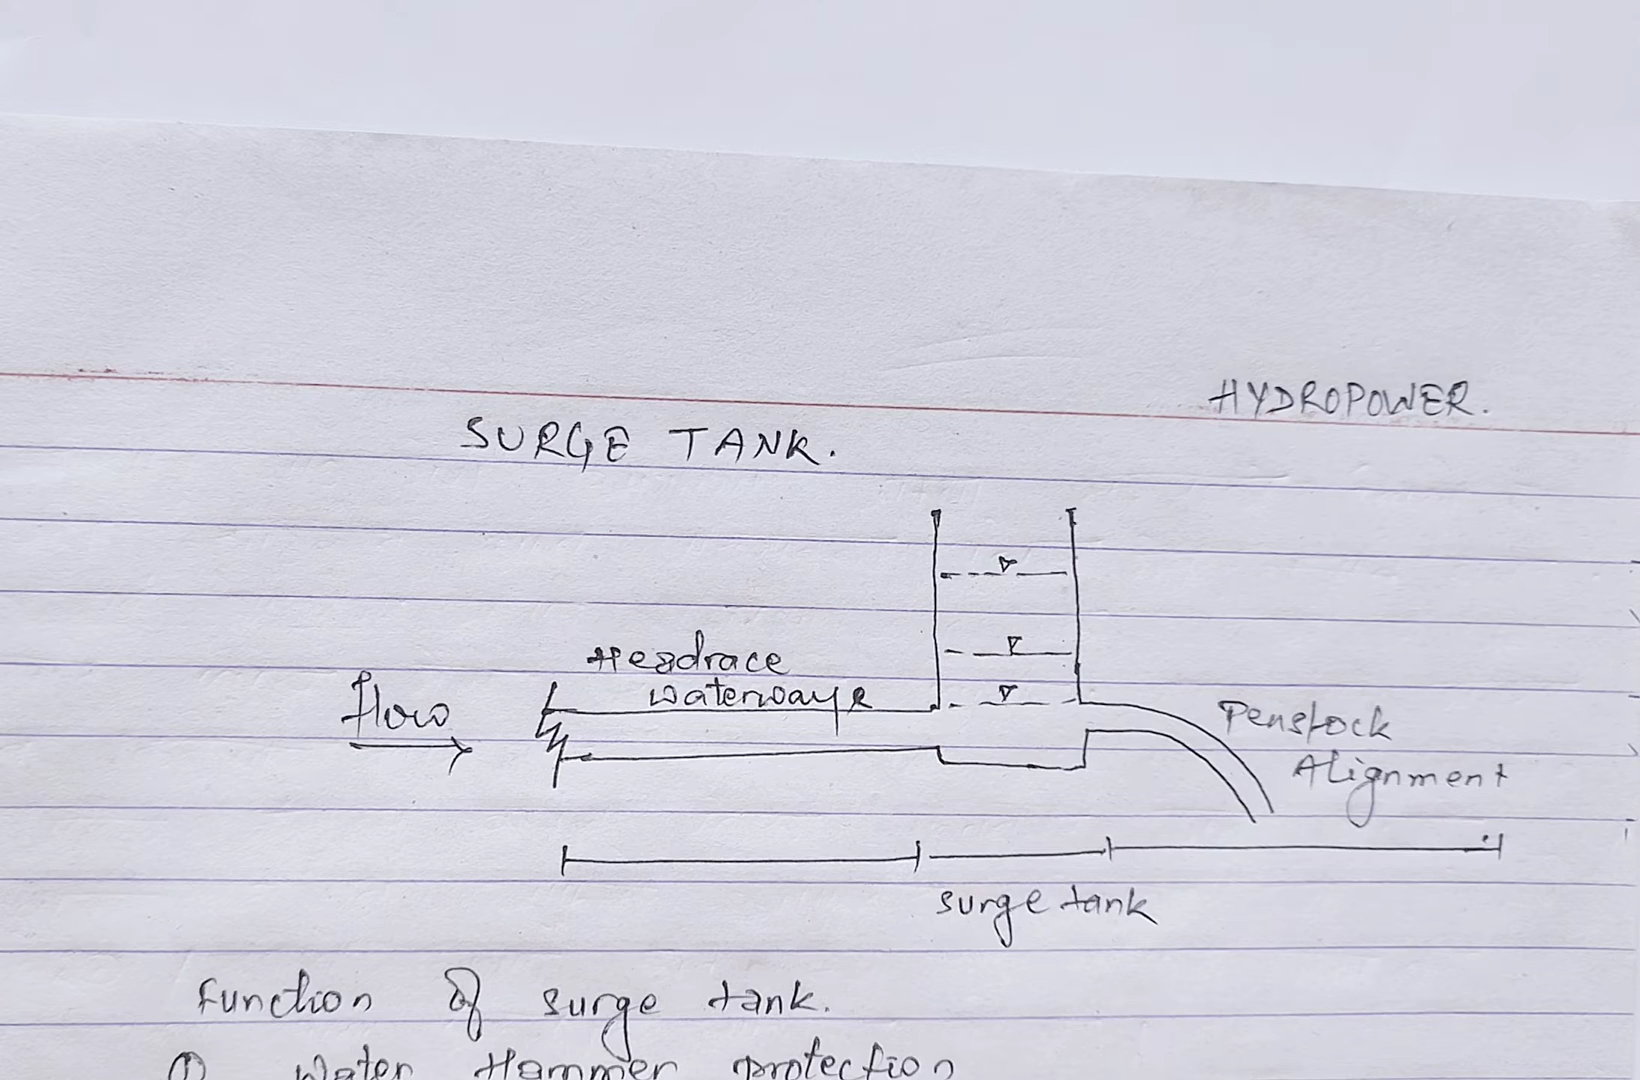 HYDROPOWER.
SURGE TANK.
Headrace
waterways
flow
Penstock
Alignment
surge tank
Function of surge tank.
① Water Hammer protection